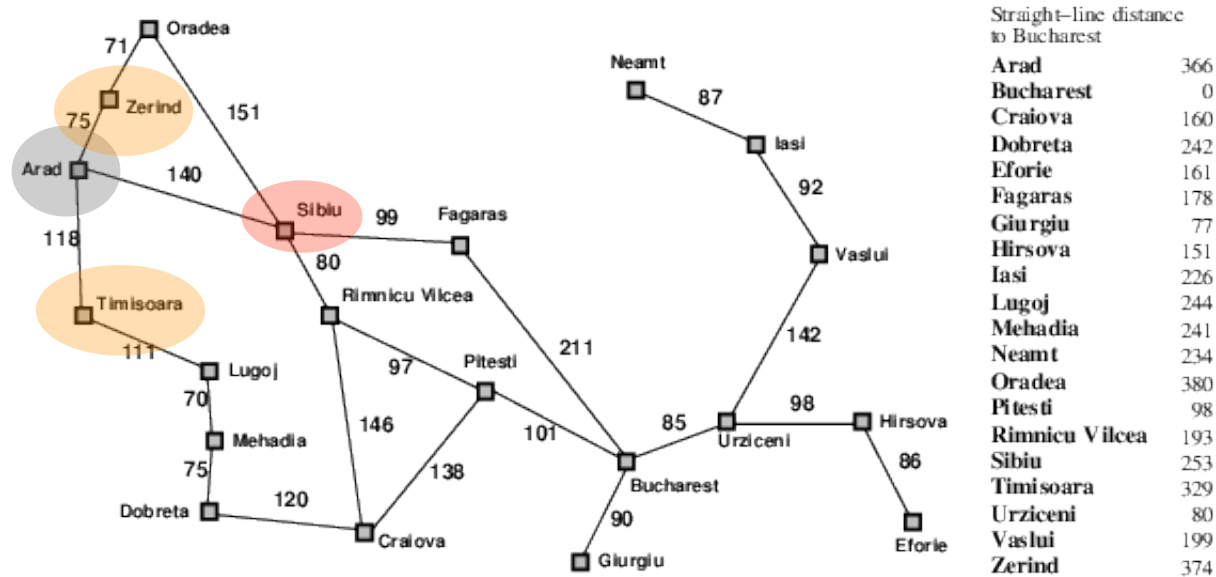 Oradea
71
Neamt
87
Zerind
75
151
Iasi
Arad
140
92
Sibiu
99
Fagaras
118
80
Vaslui
Timisoara
Rimnicu Vilcea
111
142
Lugoj
97
Pitesti
211
70
98
Hirsova
85
Mehadia
146
101
Urziceni
86
75
138
Bucharest
120
Dobreta
90
Craiova
Eforie
Giurgiu
Straight–line distance
to Bucharest
Arad 366
Bucharest 0
Craiova 160
Dobreta 242
Eforie 161
Fagaras 178
Giurgiu 77
Hirsova 151
Iasi 226
Lugoj 244
Mehadia 241
Neamt 234
Oradea 380
Pitesti 98
Rimnicu Vilcea 193
Sibiu 253
Timisoara 329
Urziceni 80
Vaslui 199
Zerind 374